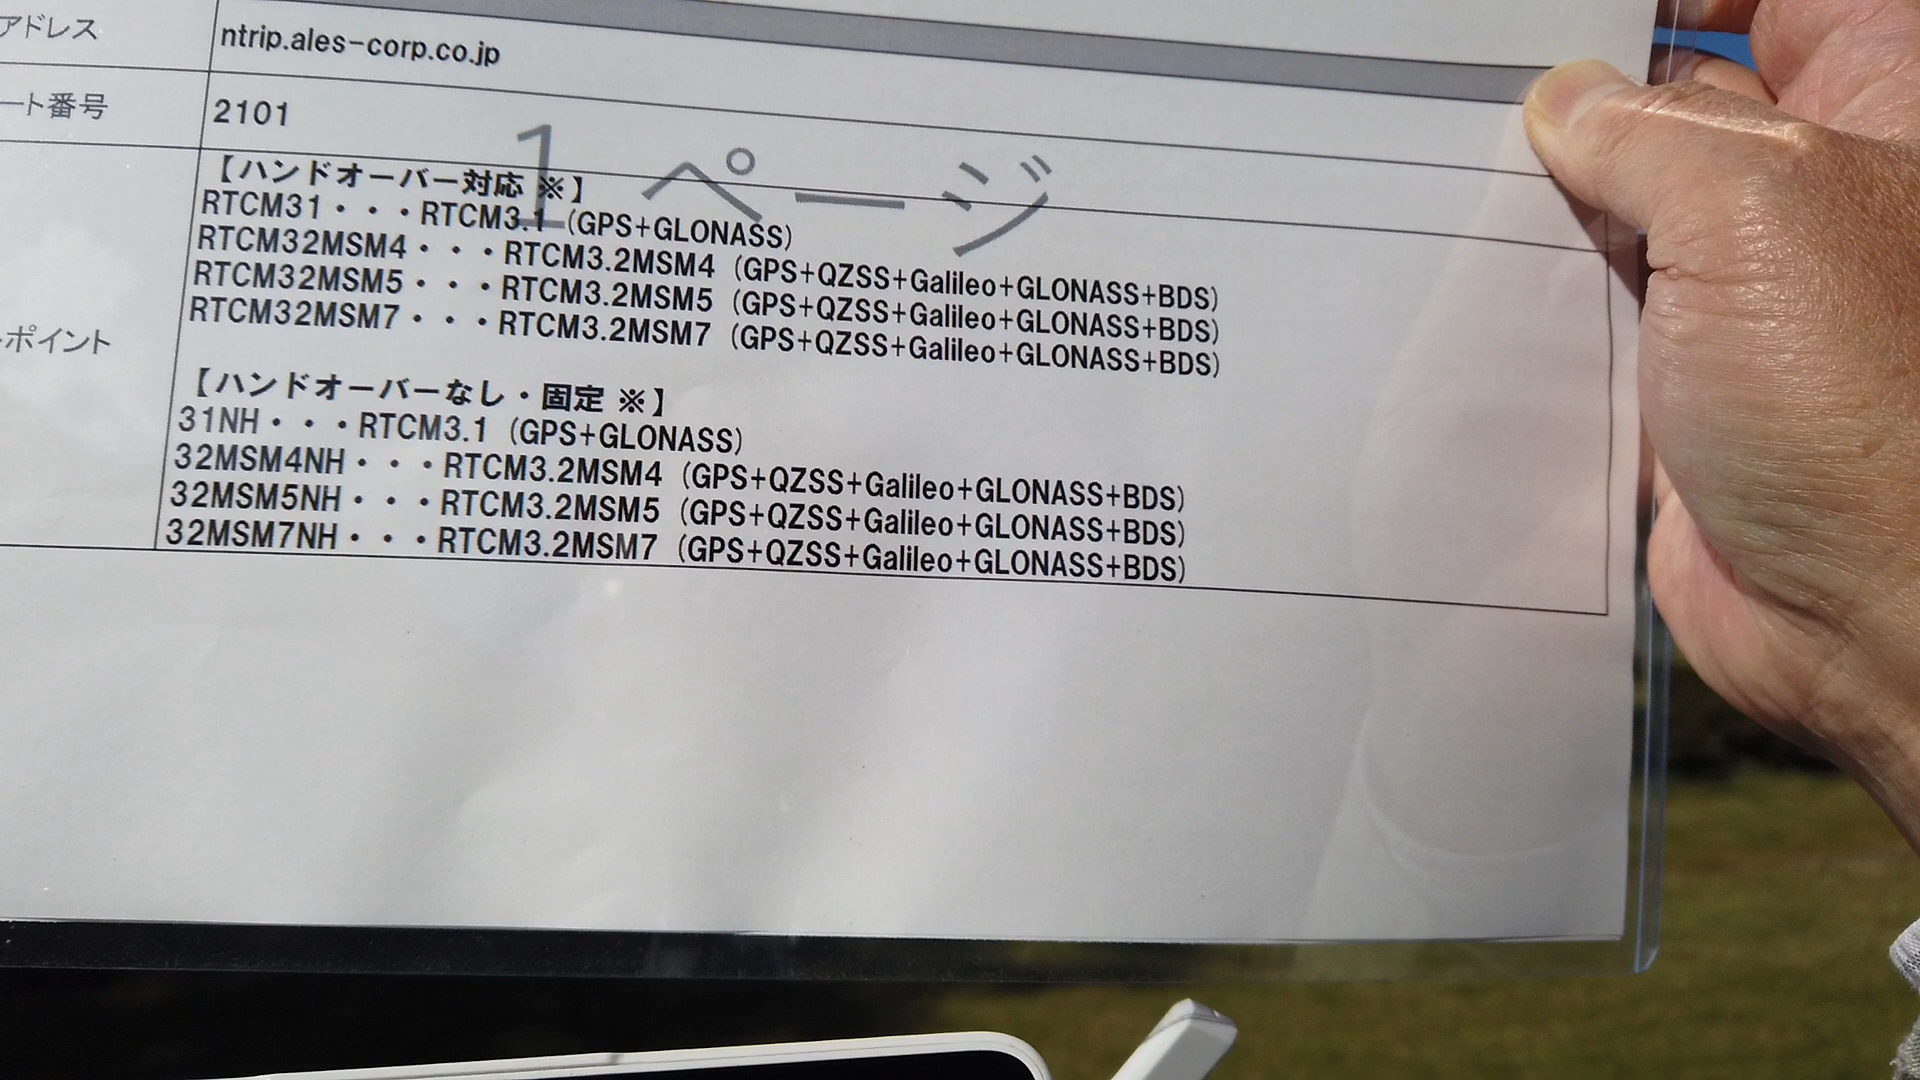 アドレス
ntrip.ales-corp.co.jp
ート番号
2101
1ページ
【ハンドオーバー対応 ※】
RTCM31・・・RTCM3.1 (GPS+GLONASS)
RTCM32MSM4・・・RTCM3.2MSM4 (GPS+QZSS+Galileo+GLONASS+BDS)
RTCM32MSM5・・・RTCM3.2MSM5 (GPS+QZSS+Galileo+GLONASS+BDS)
RTCM32MSM7・・・RTCM3.2MSM7 (GPS+QZSS+Galileo+GLONASS+BDS)
ポイント
【ハンドオーバーなし・固定 ※】
31NH・・・RTCM3.1 (GPS+GLONASS)
32MSM4NH・・・RTCM3.2MSM4 (GPS+QZSS+Galileo+GLONASS+BDS)
32MSM5NH・・・RTCM3.2MSM5 (GPS+QZSS+Galileo+GLONASS+BDS)
32MSM7NH・・・RTCM3.2MSM7 (GPS+QZSS+Galileo+GLONASS+BDS)